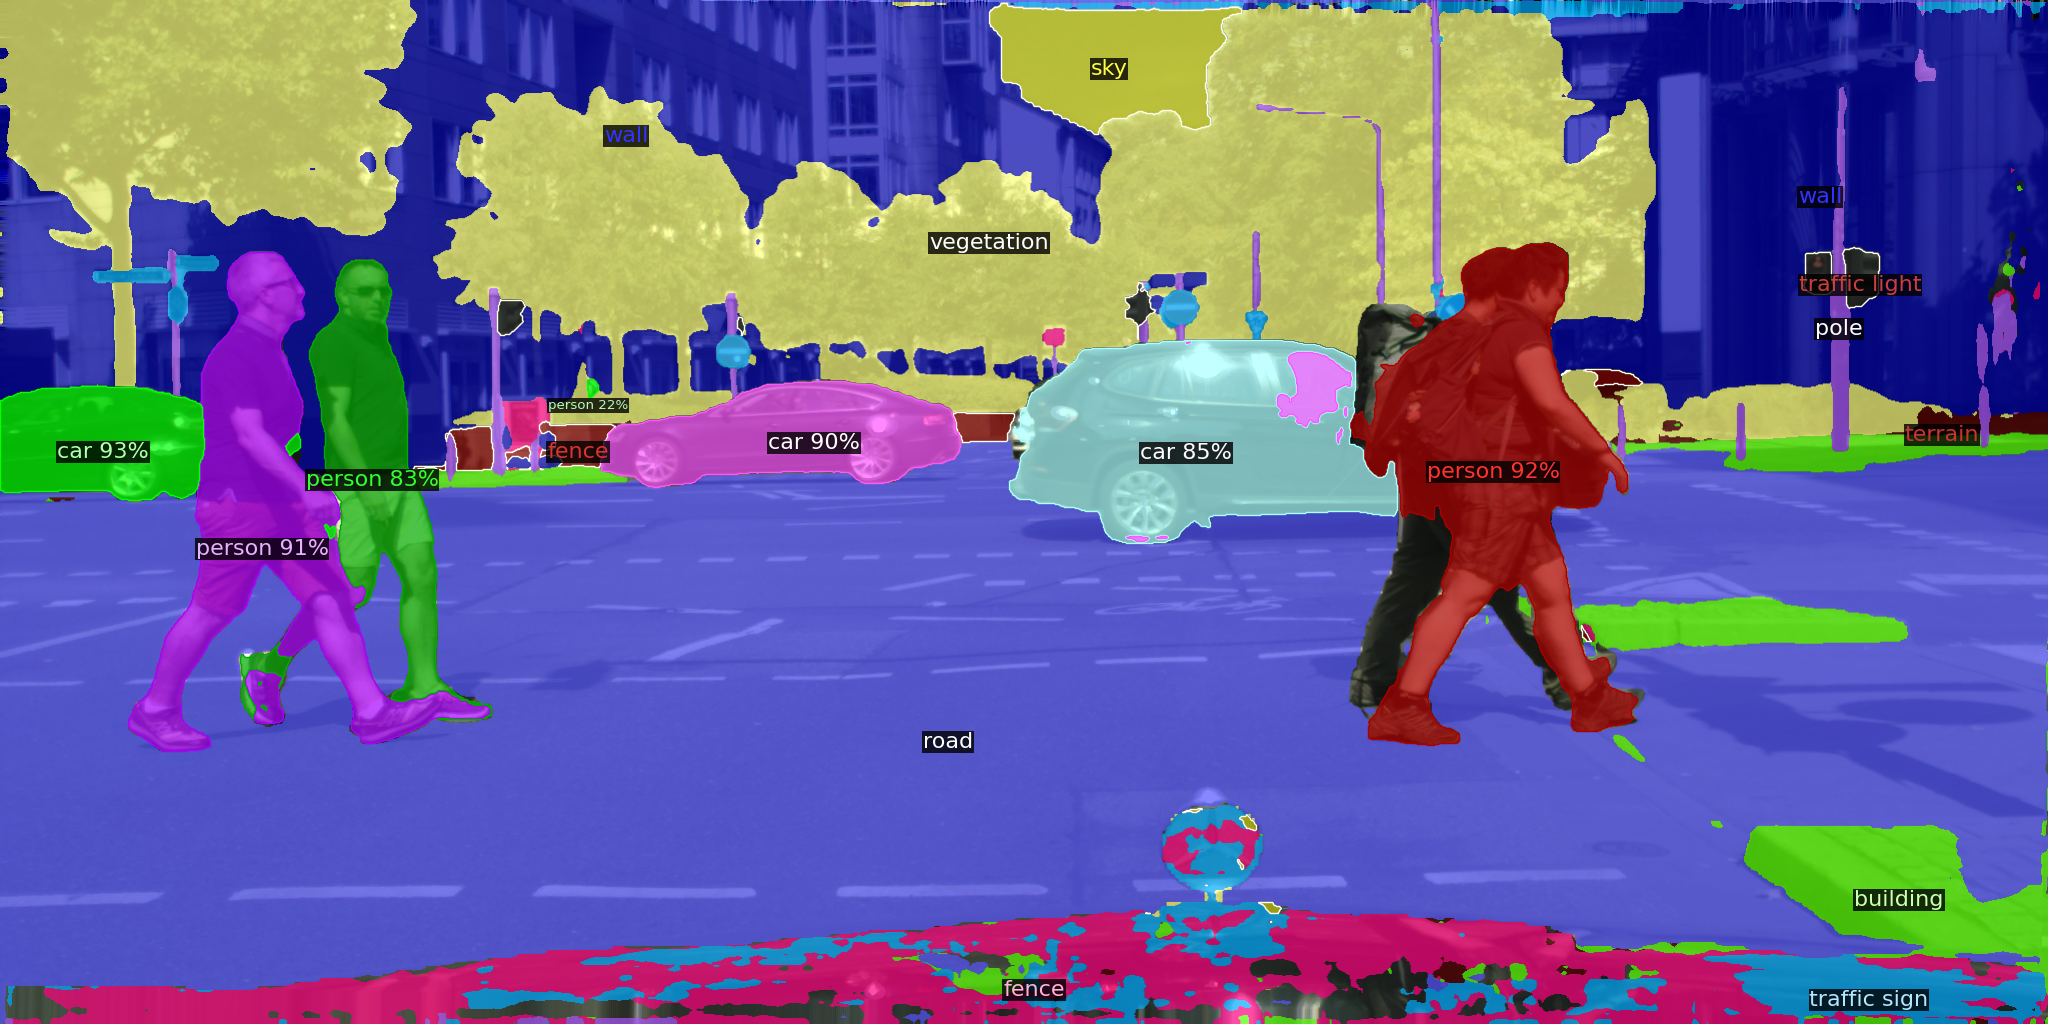 sky
wall
wall
vegetation
traffic light
pole
person 22%
terrain
car 93%
fence
car 90%
car 85%
person 92%
person 83%
person 91%
road
building
fence
traffic sign